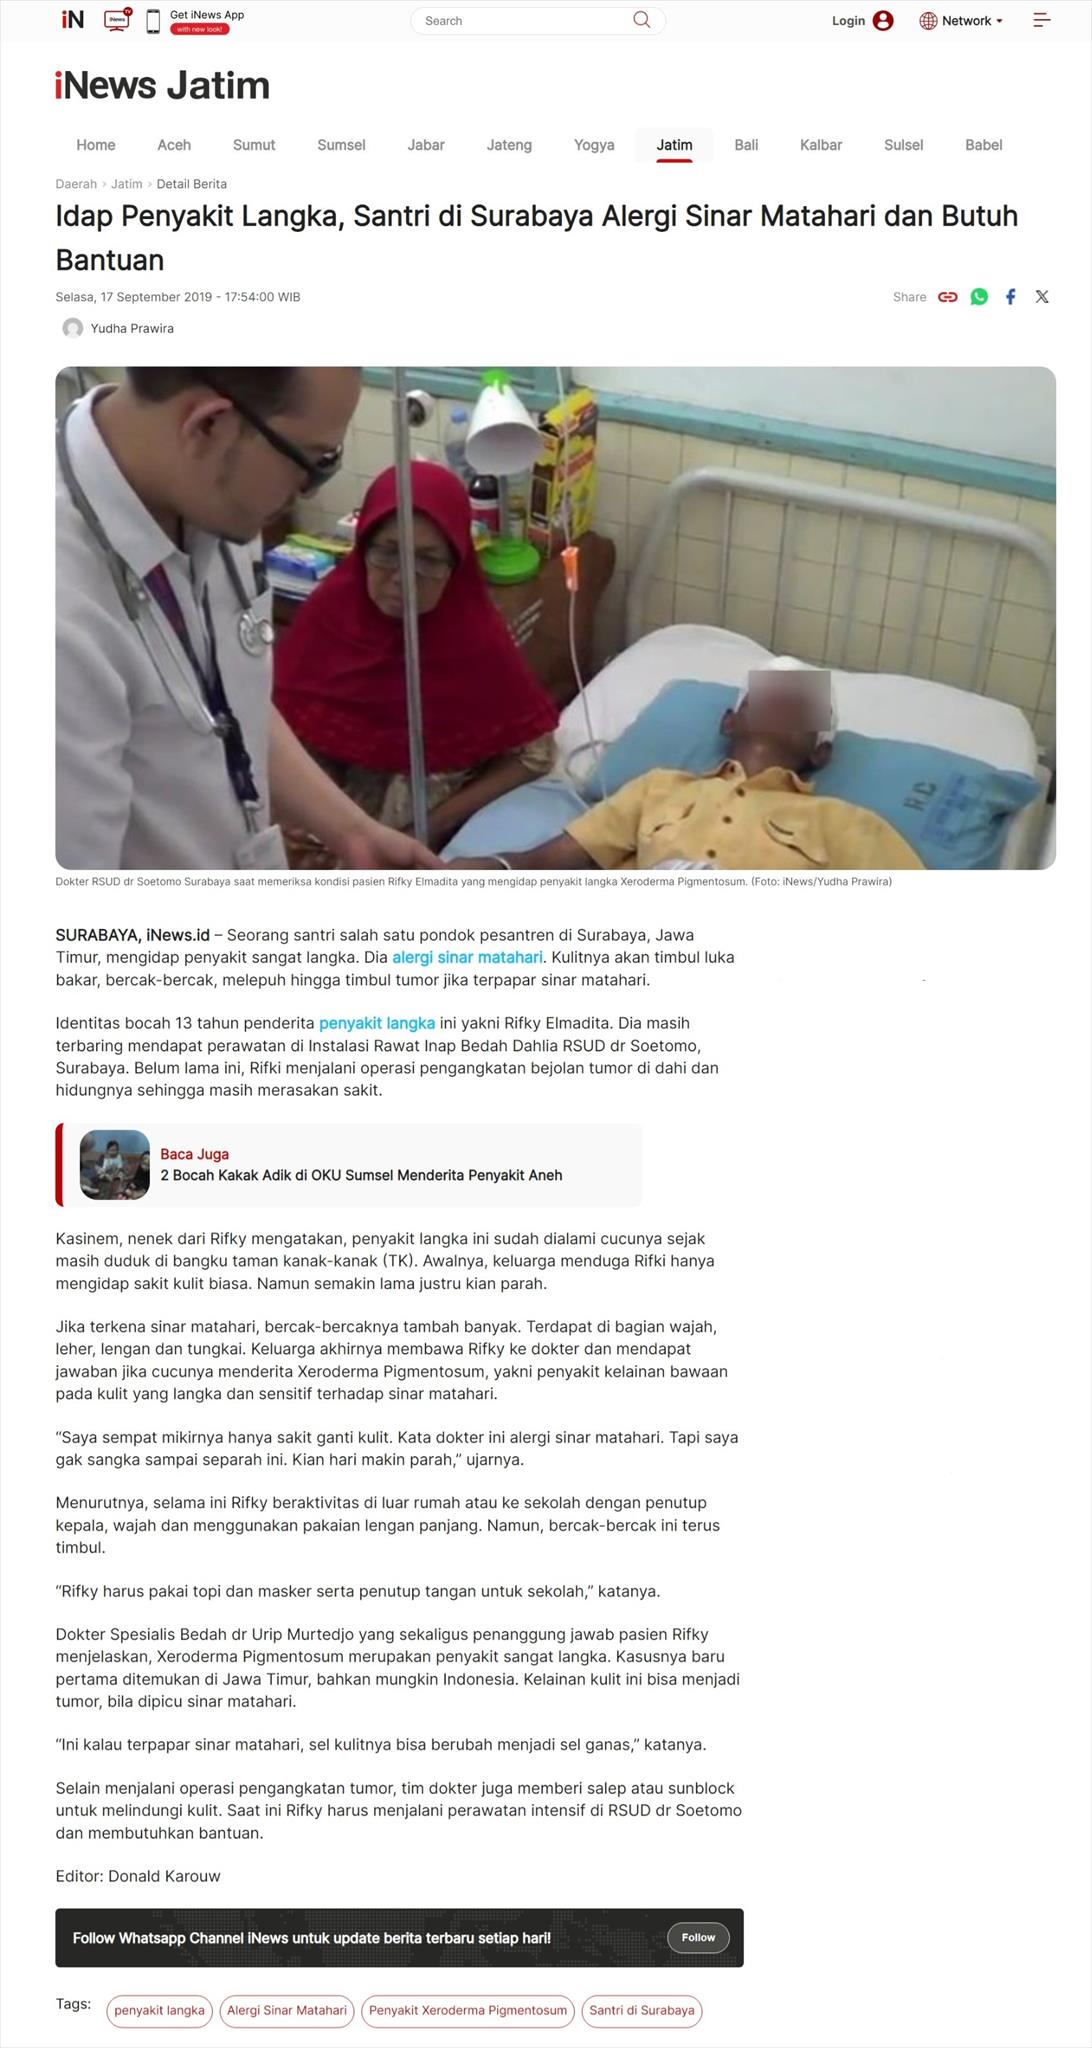 iN
iNews
TV
Get iNews App
with new look!
Search
Login
Network
iNews Jatim
Home Aceh Sumut Sumsel Jabar Jateng Yogya Jatim Bali Kalbar Sulsel Babel
Daerah › Jatim › Detail Berita
Idap Penyakit Langka, Santri di Surabaya Alergi Sinar Matahari dan Butuh
Bantuan
Selasa, 17 September 2019 - 17:54:00 WIB
Share
Yudha Prawira
RC
Dokter RSUD dr Soetomo Surabaya saat memeriksa kondisi pasien Rifky Elmadita yang mengidap penyakit langka Xeroderma Pigmentosum. (Foto: iNews/Yudha Prawira)
SURABAYA, iNews.id – Seorang santri salah satu pondok pesantren di Surabaya, Jawa
Timur, mengidap penyakit sangat langka. Dia alergi sinar matahari. Kulitnya akan timbul luka
bakar, bercak-bercak, melepuh hingga timbul tumor jika terpapar sinar matahari.
Identitas bocah 13 tahun penderita penyakit langka ini yakni Rifky Elmadita. Dia masih
terbaring mendapat perawatan di Instalasi Rawat Inap Bedah Dahlia RSUD dr Soetomo,
Surabaya. Belum lama ini, Rifki menjalani operasi pengangkatan bejolan tumor di dahi dan
hidungnya sehingga masih merasakan sakit.
Baca Juga
2 Bocah Kakak Adik di OKU Sumsel Menderita Penyakit Aneh
Kasinem, nenek dari Rifky mengatakan, penyakit langka ini sudah dialami cucunya sejak
masih duduk di bangku taman kanak-kanak (TK). Awalnya, keluarga menduga Rifki hanya
mengidap sakit kulit biasa. Namun semakin lama justru kian parah.
Jika terkena sinar matahari, bercak-bercaknya tambah banyak. Terdapat di bagian wajah,
leher, lengan dan tungkai. Keluarga akhirnya membawa Rifky ke dokter dan mendapat
jawaban jika cucunya menderita Xeroderma Pigmentosum, yakni penyakit kelainan bawaan
pada kulit yang langka dan sensitif terhadap sinar matahari.
“Saya sempat mikirnya hanya sakit ganti kulit. Kata dokter ini alergi sinar matahari. Tapi saya
gak sangka sampai separah ini. Kian hari makin parah,” ujarnya.
Menurutnya, selama ini Rifky beraktivitas di luar rumah atau ke sekolah dengan penutup
kepala, wajah dan menggunakan pakaian lengan panjang. Namun, bercak-bercak ini terus
timbul.
“Rifky harus pakai topi dan masker serta penutup tangan untuk sekolah,” katanya.
Dokter Spesialis Bedah dr Urip Murtedjo yang sekaligus penanggung jawab pasien Rifky
menjelaskan, Xeroderma Pigmentosum merupakan penyakit sangat langka. Kasusnya baru
pertama ditemukan di Jawa Timur, bahkan mungkin Indonesia. Kelainan kulit ini bisa menjadi
tumor, bila dipicu sinar matahari.
“Ini kalau terpapar sinar matahari, sel kulitnya bisa berubah menjadi sel ganas,” katanya.
Selain menjalani operasi pengangkatan tumor, tim dokter juga memberi salep atau sunblock
untuk melindungi kulit. Saat ini Rifky harus menjalani perawatan intensif di RSUD dr Soetomo
dan membutuhkan bantuan.
Editor: Donald Karouw
Follow Whatsapp Channel iNews untuk update berita terbaru setiap hari!
Follow
Tags: penyakit langka Alergi Sinar Matahari Penyakit Xeroderma Pigmentosum Santri di Surabaya